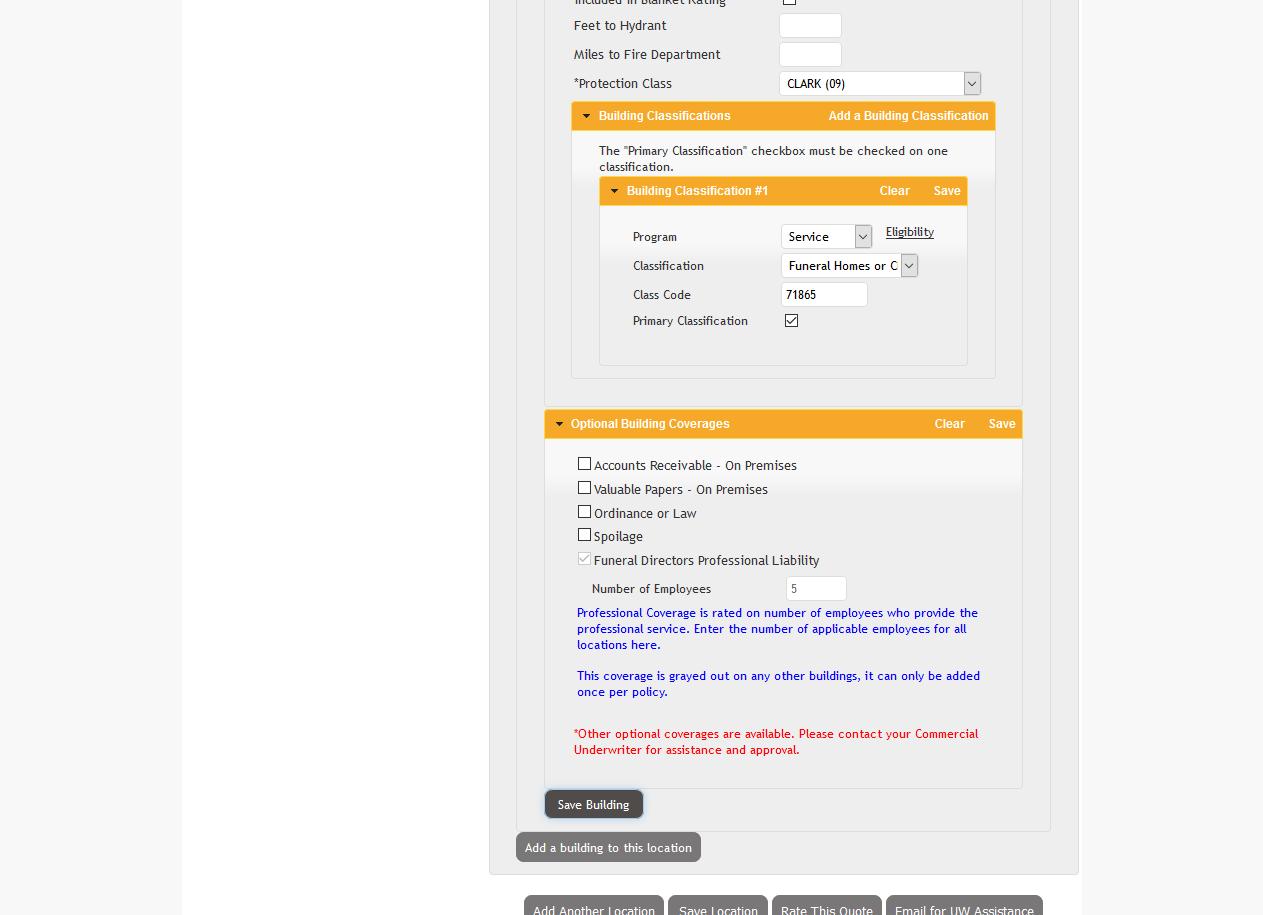 Included in Blanket Rating
Feet to Hydrant
Miles to Fire Department
*Protection Class CLARK (09)
Building Classifications Add a Building Classification
The "Primary Classification" checkbox must be checked on one
classification.
Building Classification #1 Clear Save
Program Service Eligibility
Classification Funeral Homes or C
Class Code 71865
Primary Classification
Optional Building Coverages Clear Save
Accounts Receivable - On Premises
Valuable Papers - On Premises
Ordinance or Law
Spoilage
Funeral Directors Professional Liability
Number of Employees 5
Professional Coverage is rated on number of employees who provide the
professional service. Enter the number of applicable employees for all
locations here.
This coverage is grayed out on any other buildings, it can only be added
once per policy.
*Other optional coverages are available. Please contact your Commercial
Underwriter for assistance and approval.
Save Building
Add a building to this location
Add Another Location Save Location Rate This Quote Email for UW Assistance